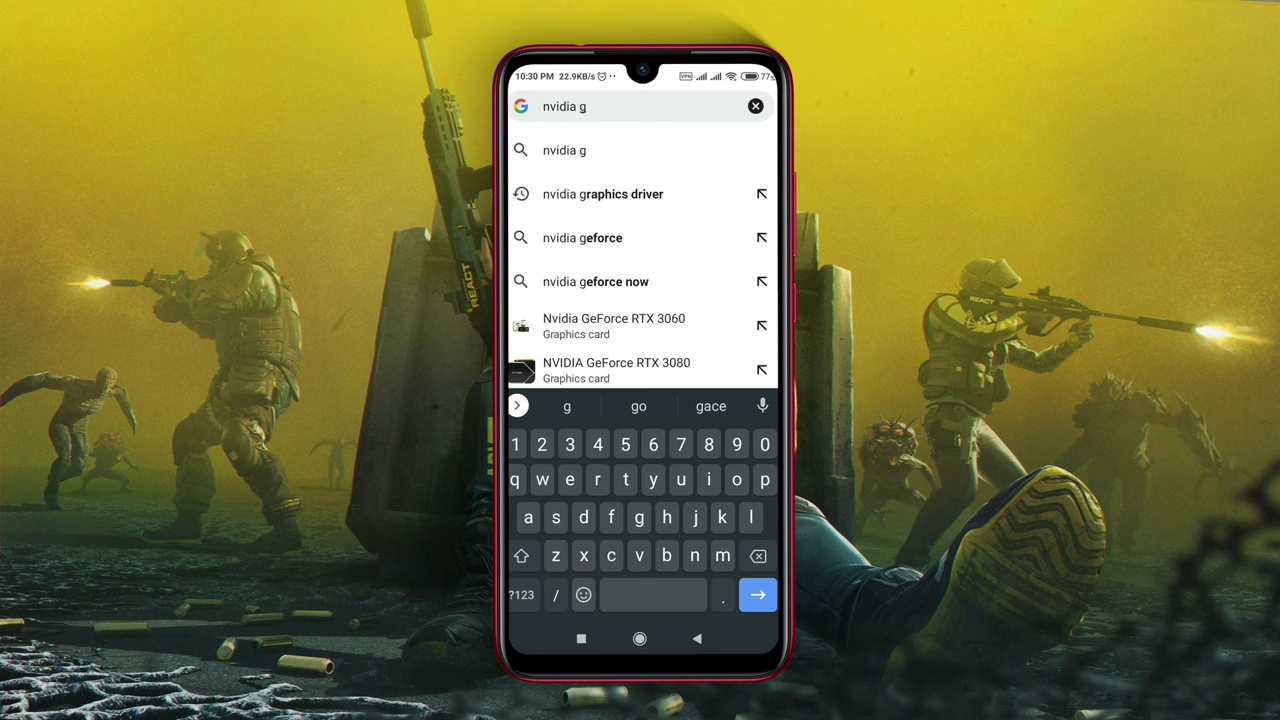 10:30 PM 22.9KB/s
VPN 77%
nvidia g
nvidia g
nvidia graphics driver
nvidia geforce
nvidia geforce now
Nvidia GeForce RTX 3060
Graphics card
NVIDIA GeForce RTX 3080
Graphics card
g go gace
1 2 3 4 5 6 7 8 9 0
q w e r t y u i o p
a s d f g h j k l
z x c v b n m
?123 / .
REACT
REACT